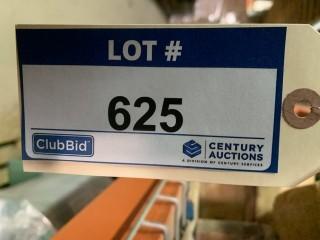 LOT #
625
ClubBid
CENTURY
AUCTIONS
A DIVISION OF CENTURY SERVICES